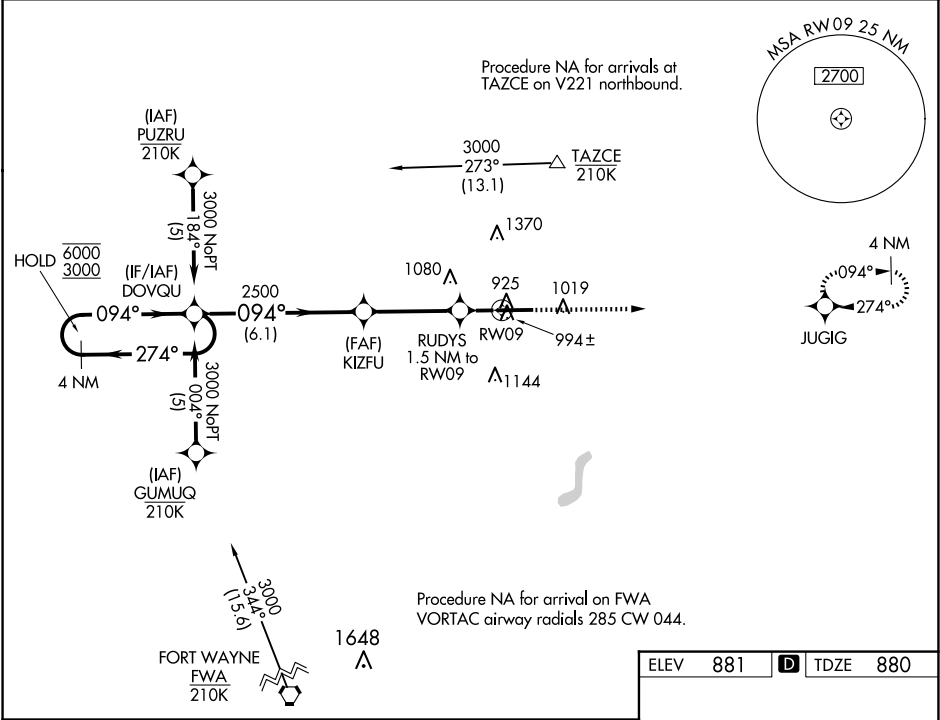 MSA RW09 25 NM
2700
Procedure NA for arrivals at
TAZCE on V221 northbound.
(IAF)
PUZRU
210K
3000 NoPT
184°
(5)
3000
273°
(13.1)
TAZCE
210K
1370
HOLD
6000
3000
(IF/IAF)
DOVQU
094°
2500
094°
(6.1)
1080
925
1019
4 NM
094°
274°
JUGIG
274°
4 NM
(FAF)
KIZFU
RUDYS
1.5 NM to
RW09
RW09
994±
1144
3000 NoPT
004°
(5)
(IAF)
GUMUQ
210K
3000
344°
(15.6)
FORT WAYNE
FWA
210K
1648
Procedure NA for arrival on FWA
VORTAC airway radials 285 CW 044.
ELEV 881 D TDZE 880